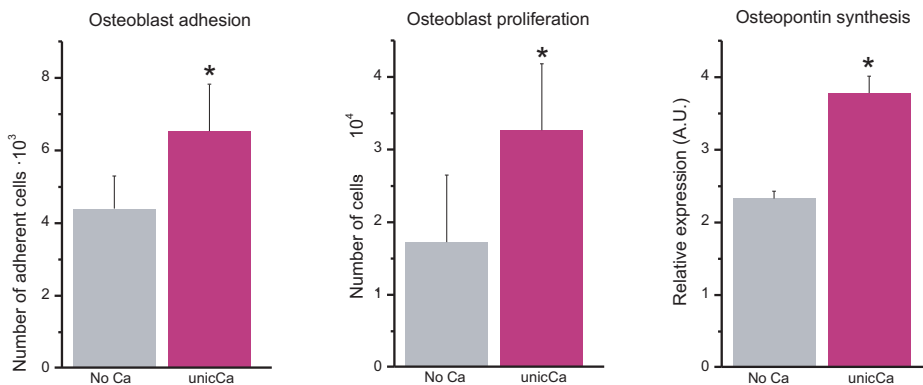 Osteoblast adhesion
Number of adherent cells ·10³
8
6
4
2
0
*
No Ca
unicCa
Osteoblast proliferation
Number of cells 10⁴
4
3
2
1
0
*
No Ca
unicCa
Osteopontin synthesis
Relative expression (A.U.)
4
3
2
1
0
*
No Ca
unicCa